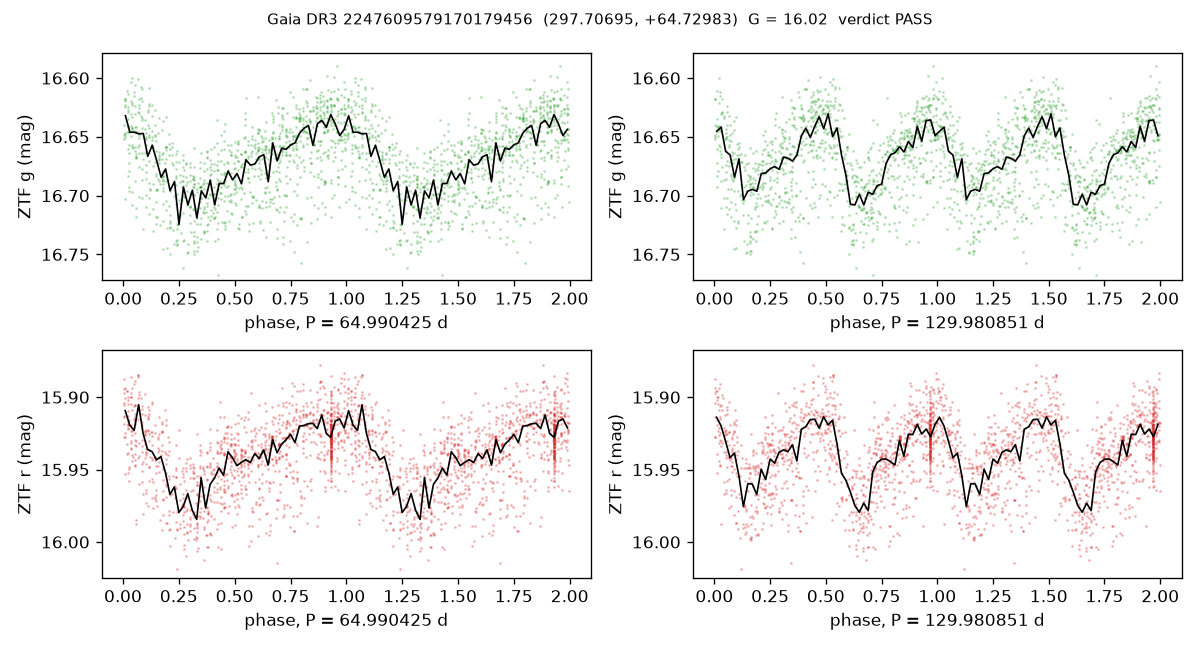 Gaia DR3 2247609579170179456 (297.70695, +64.72983) G = 16.02 verdict PASS
ZTF g (mag)
16.60
16.65
16.70
16.75
0.00 0.25 0.50 0.75 1.00 1.25 1.50 1.75 2.00
phase, P = 64.990425 d
ZTF g (mag)
16.60
16.65
16.70
16.75
0.00 0.25 0.50 0.75 1.00 1.25 1.50 1.75 2.00
phase, P = 129.980851 d
ZTF r (mag)
15.90
15.95
16.00
0.00 0.25 0.50 0.75 1.00 1.25 1.50 1.75 2.00
phase, P = 64.990425 d
ZTF r (mag)
15.90
15.95
16.00
0.00 0.25 0.50 0.75 1.00 1.25 1.50 1.75 2.00
phase, P = 129.980851 d